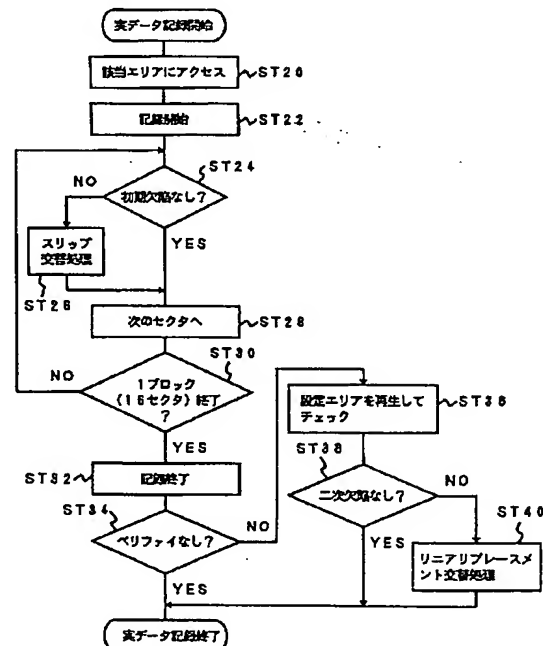 実データ記録開始
該当エリアにアクセス
ST20
記録開始
ST22
ST24
NO
初期欠陥なし?
YES
スリップ
交替処理
ST26
次のセクタへ
ST28
ST30
NO
1ブロック
(16セクタ)終了
?
YES
設定エリアを再生して
チェック
ST36
ST38
ST32
記録終了
二次欠陥なし?
NO
ST34
ST40
ベリファイなし?
NO
YES
リニアリプレースメ
ント交替処理
YES
実データ記録終了